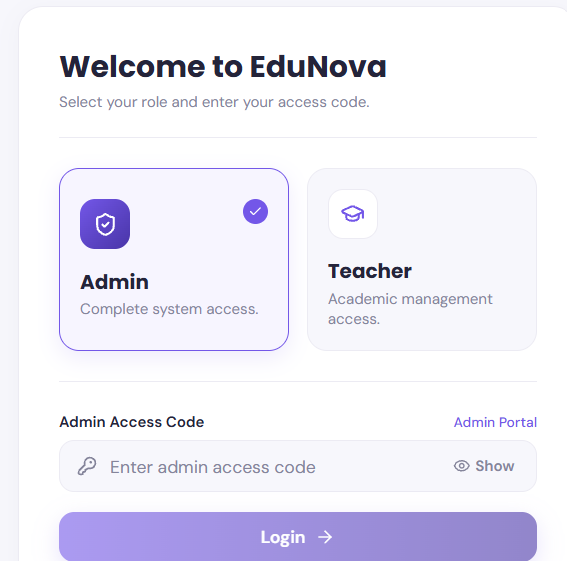 Welcome to EduNova
Select your role and enter your access code.
Admin
Complete system access.
Teacher
Academic management
access.
Admin Access Code
Admin Portal
Enter admin access code
Show
Login